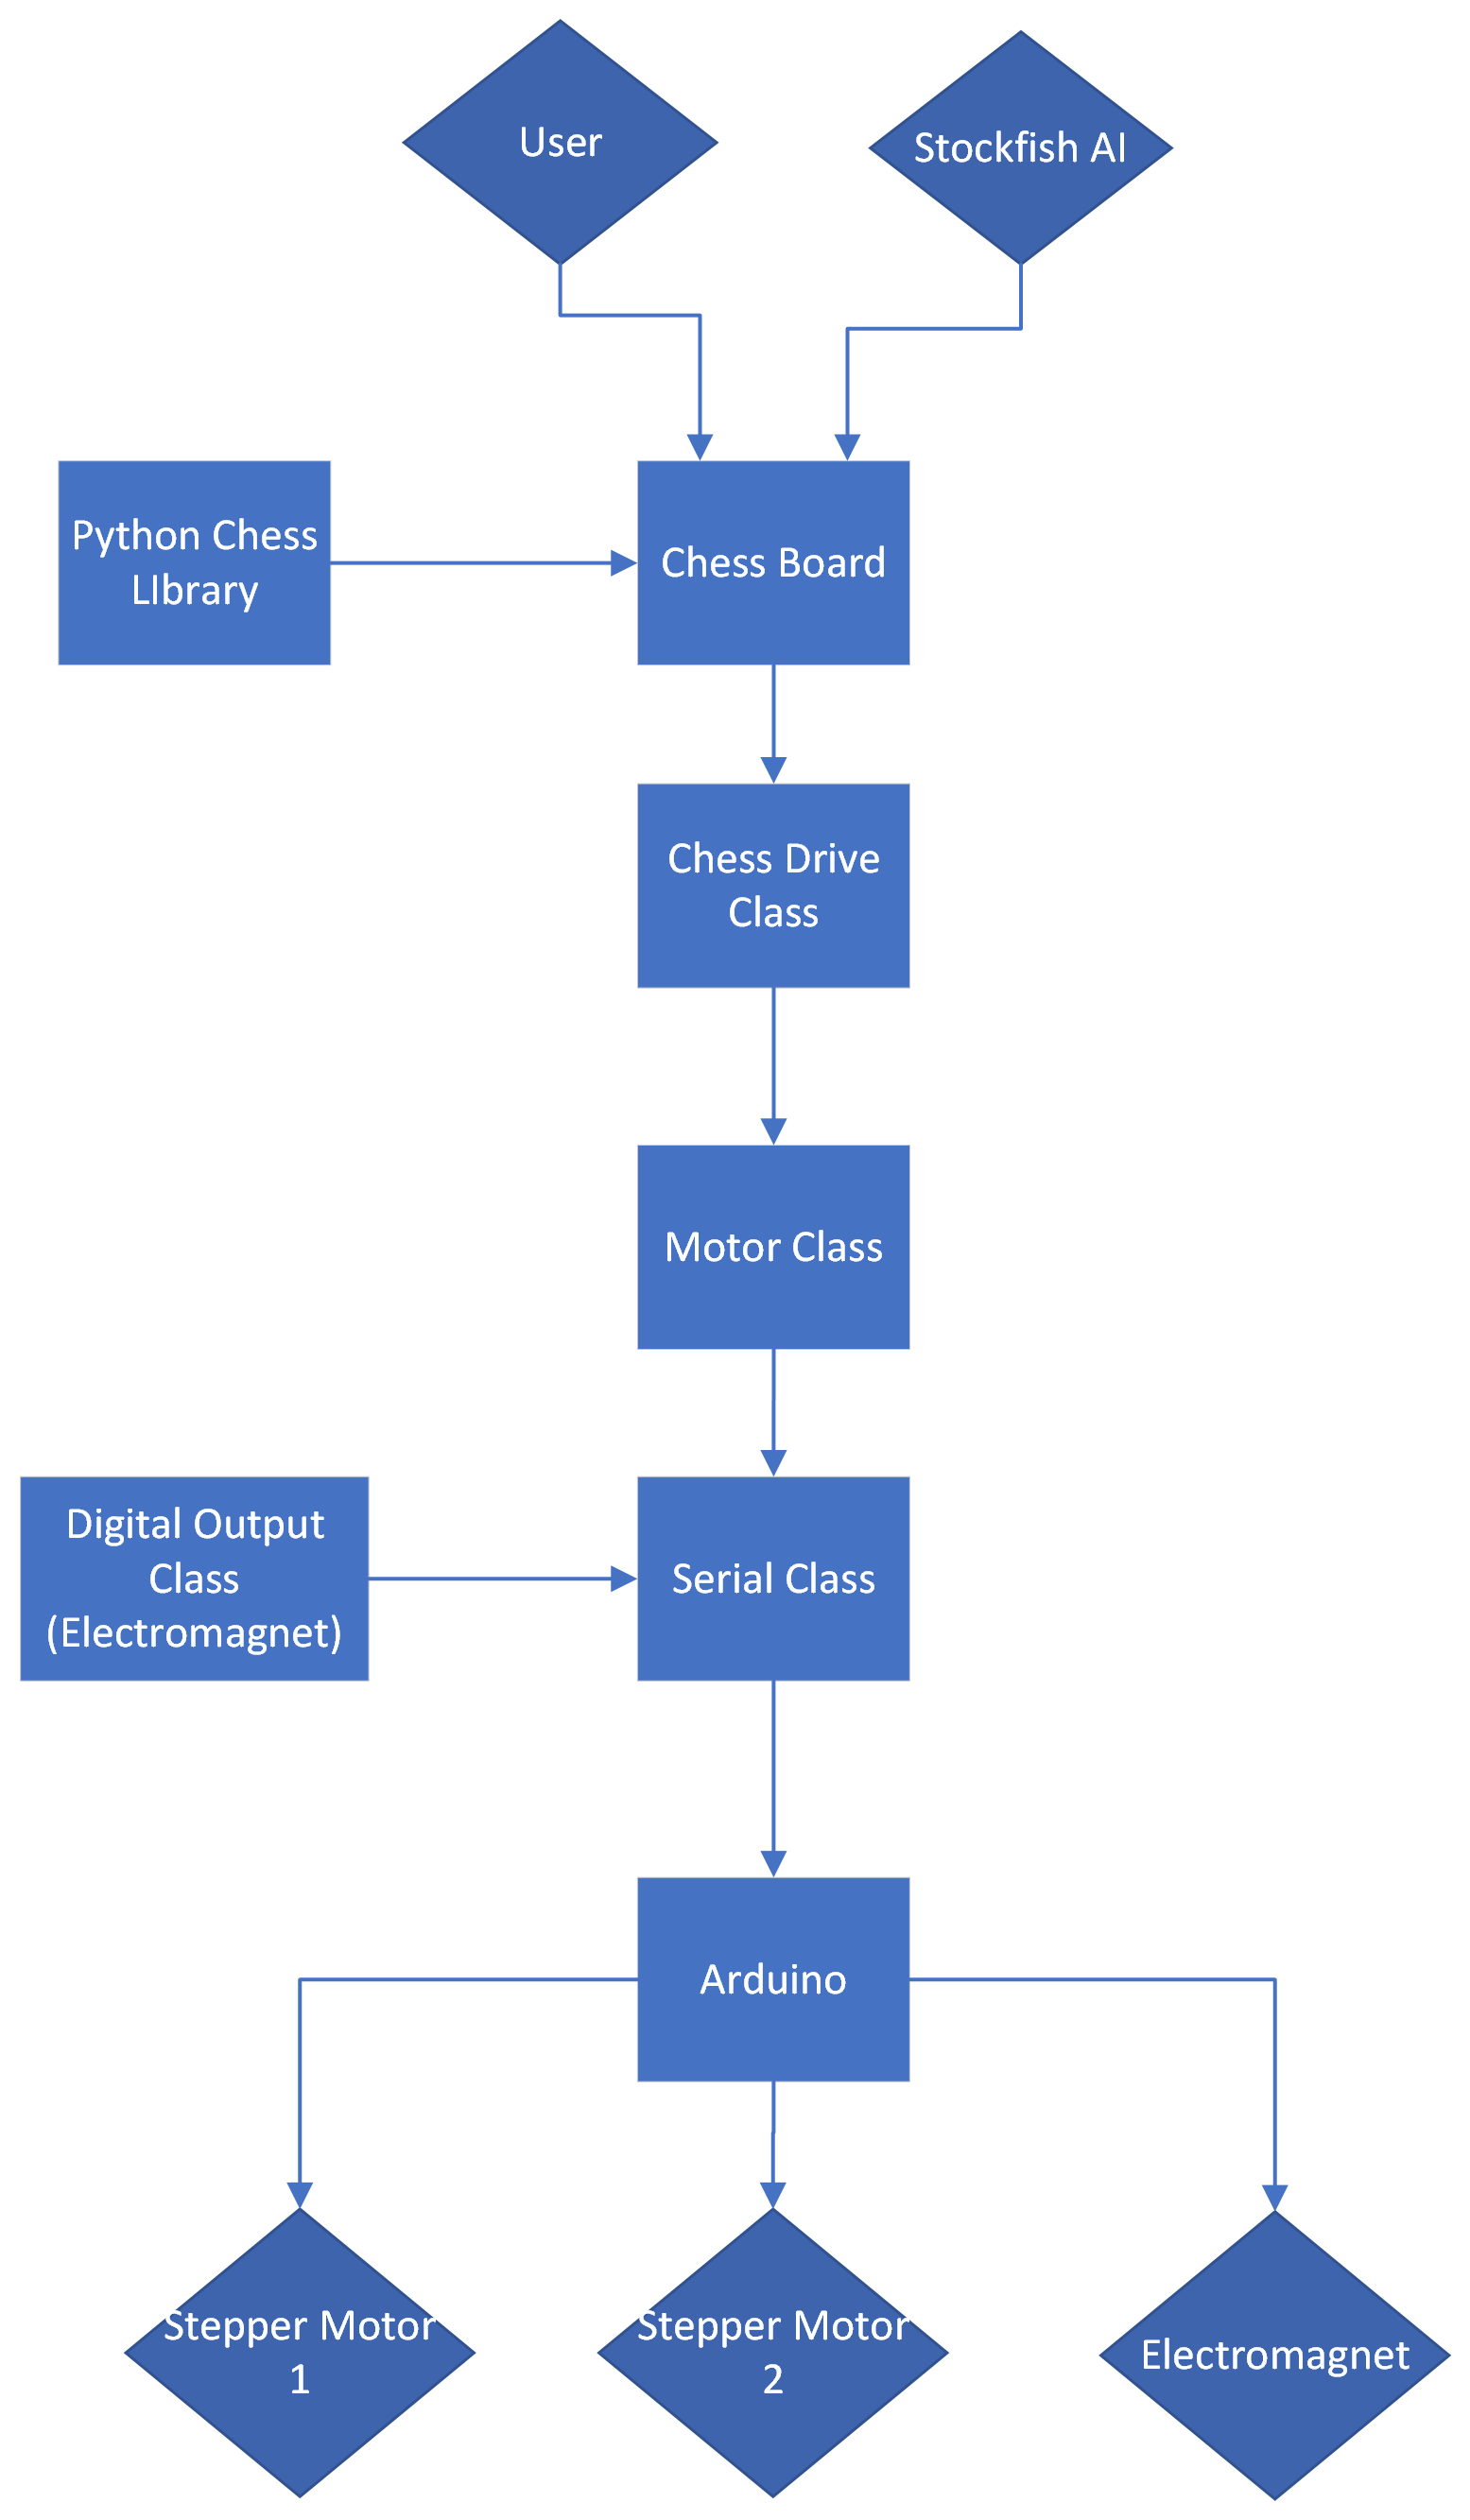 User
Stockfish AI
Python Chess
LIbrary
Chess Board
Chess Drive
Class
Motor Class
Digital Output
Class
(Electromagnet)
Serial Class
Arduino
Stepper Motor
1
Stepper Motor
2
Electromagnet